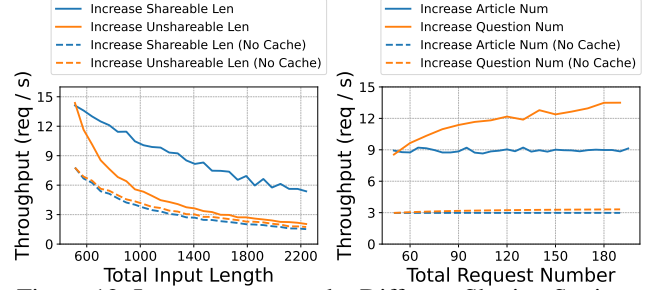 Increase Shareable Len
Increase Unshareable Len
Increase Shareable Len (No Cache)
Increase Unshareable Len (No Cache)
Throughput (req / s)
15
12
9
6
3
0
600
1000
1400
1800
2200
Total Input Length
Increase Article Num
Increase Question Num
Increase Article Num (No Cache)
Increase Question Num (No Cache)
Throughput (req / s)
15
12
9
6
3
0
60
90
120
150
180
Total Request Number